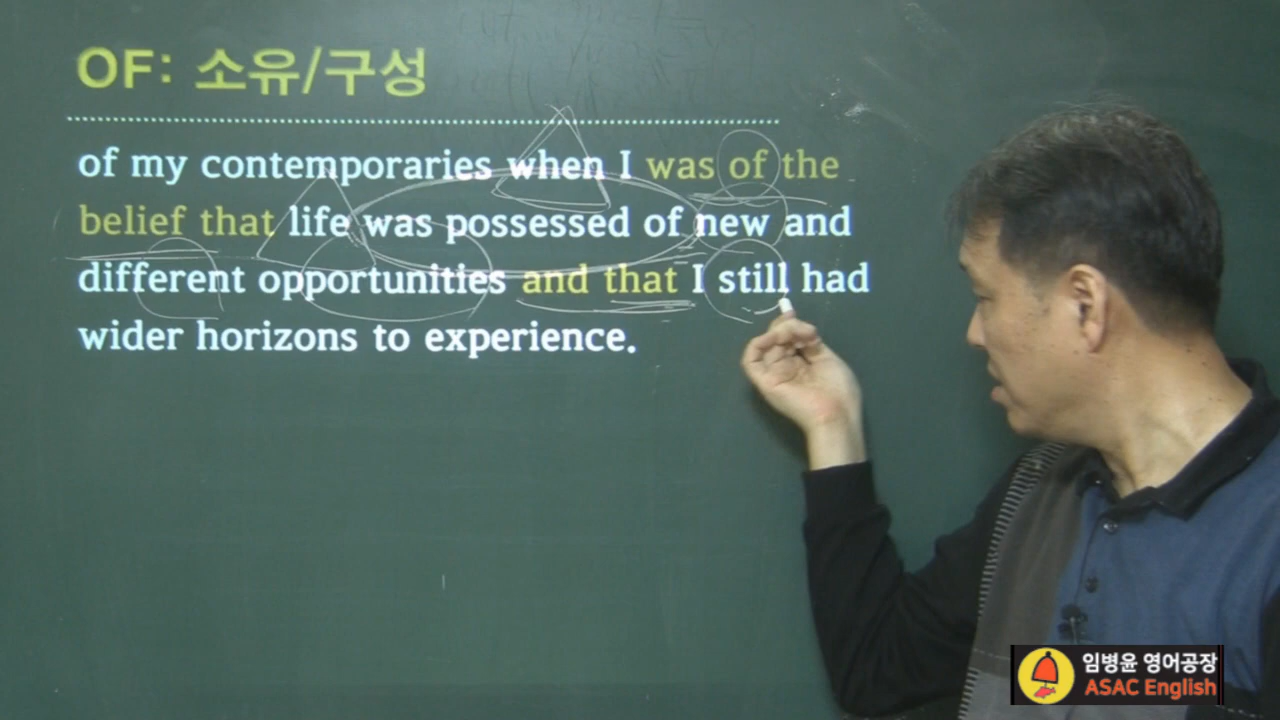 OF: 소유/구성
of my contemporaries when I was of the
belief that life was possessed of new and
different opportunities and that I still had
wider horizons to experience.
임병윤 영어공장
ASAC English